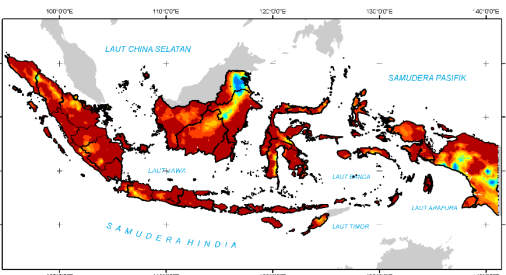 100°0'0"E 110°0'0"E 120°0'0"E 130°0'0"E 140°0'0"E
LAUT CHINA SELATAN
SAMUDERA PASIFIK
LAUT JAWA
LAUT BANDA
LAUT ARAFURA
SAMUDERA HINDIA
LAUT TIMOR